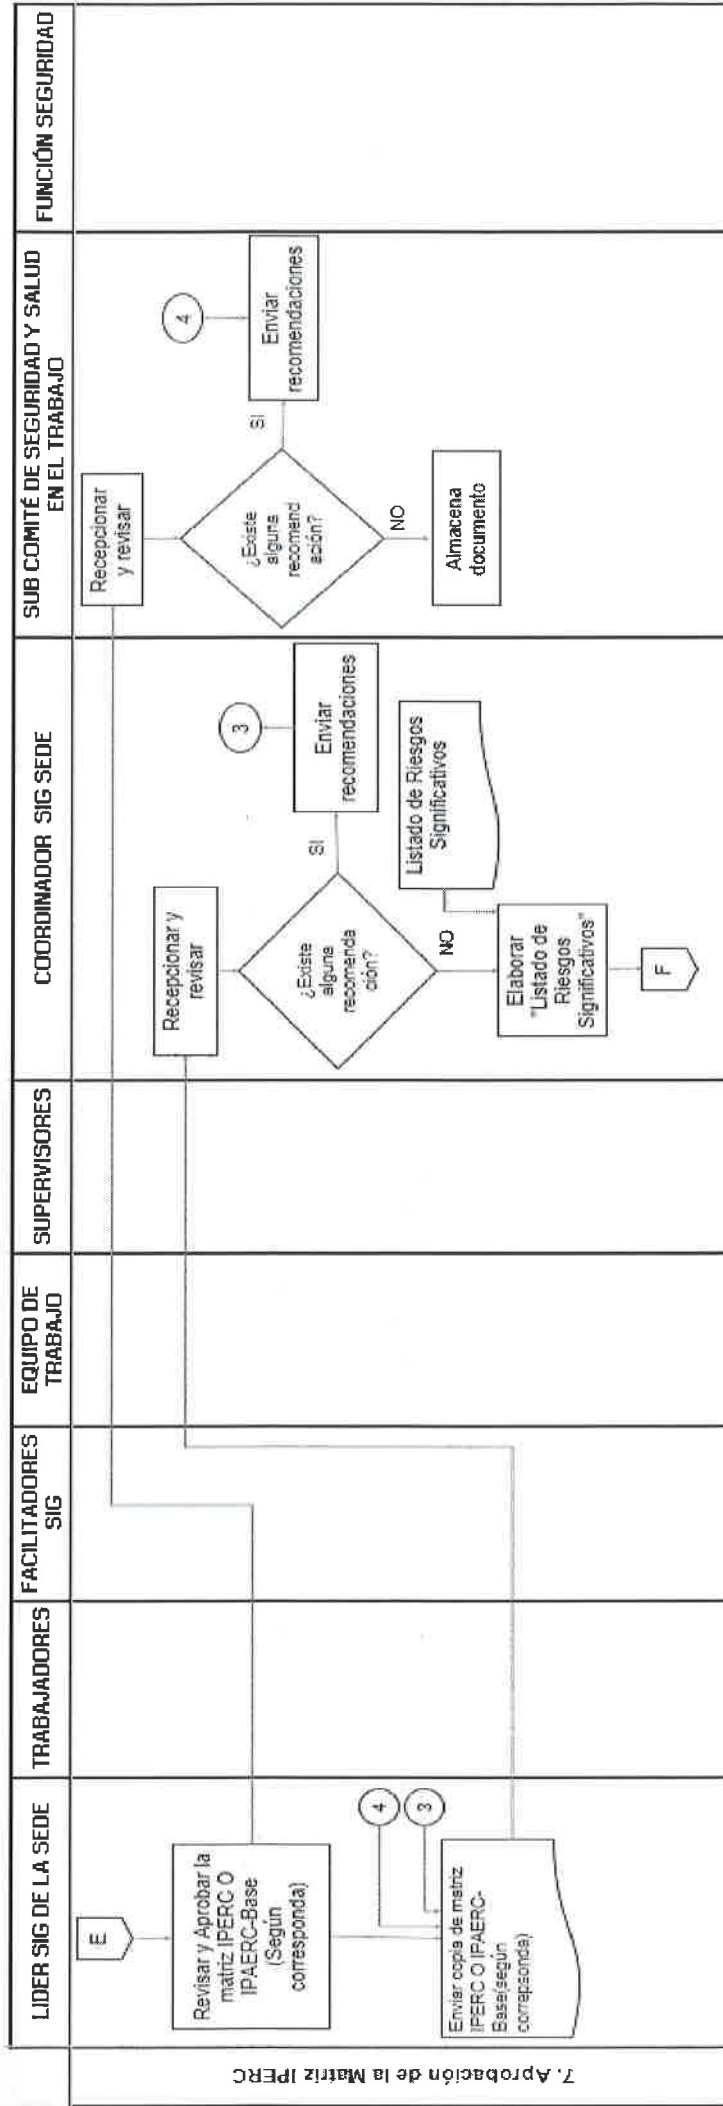 LIDER SIG DE LA SEDE
TRABAJADORES
FACILITADORES
SIG
EQUIPO DE
TRABAJO
SUPERVISORES
COORDINADOR SIG SEDE
SUB COMITÉ DE SEGURIDAD Y SALUD
EN EL TRABAJO
FUNCIÓN SEGURIDAD
7. Aprobación de la Matriz IPERC
E
Revisar y Aprobar la
matriz IPERC O
IPAERC-Base
(Según
corresponda)
4
3
Enviar copia de matriz
IPERC O IPAERC-
Base(según
correpsonda)
Recepcionar y
revisar
¿Existe
alguna
recomenda
ción?
SI
3
Enviar
recomendaciones
NO
Listado de Riesgos
Significativos
Elaborar
"Listado de
Riesgos
Significativos"
F
Recepcionar
y revisar
¿Existe
alguna
recomend
ación?
SI
4
Enviar
recomendaciones
NO
Almacena
documento